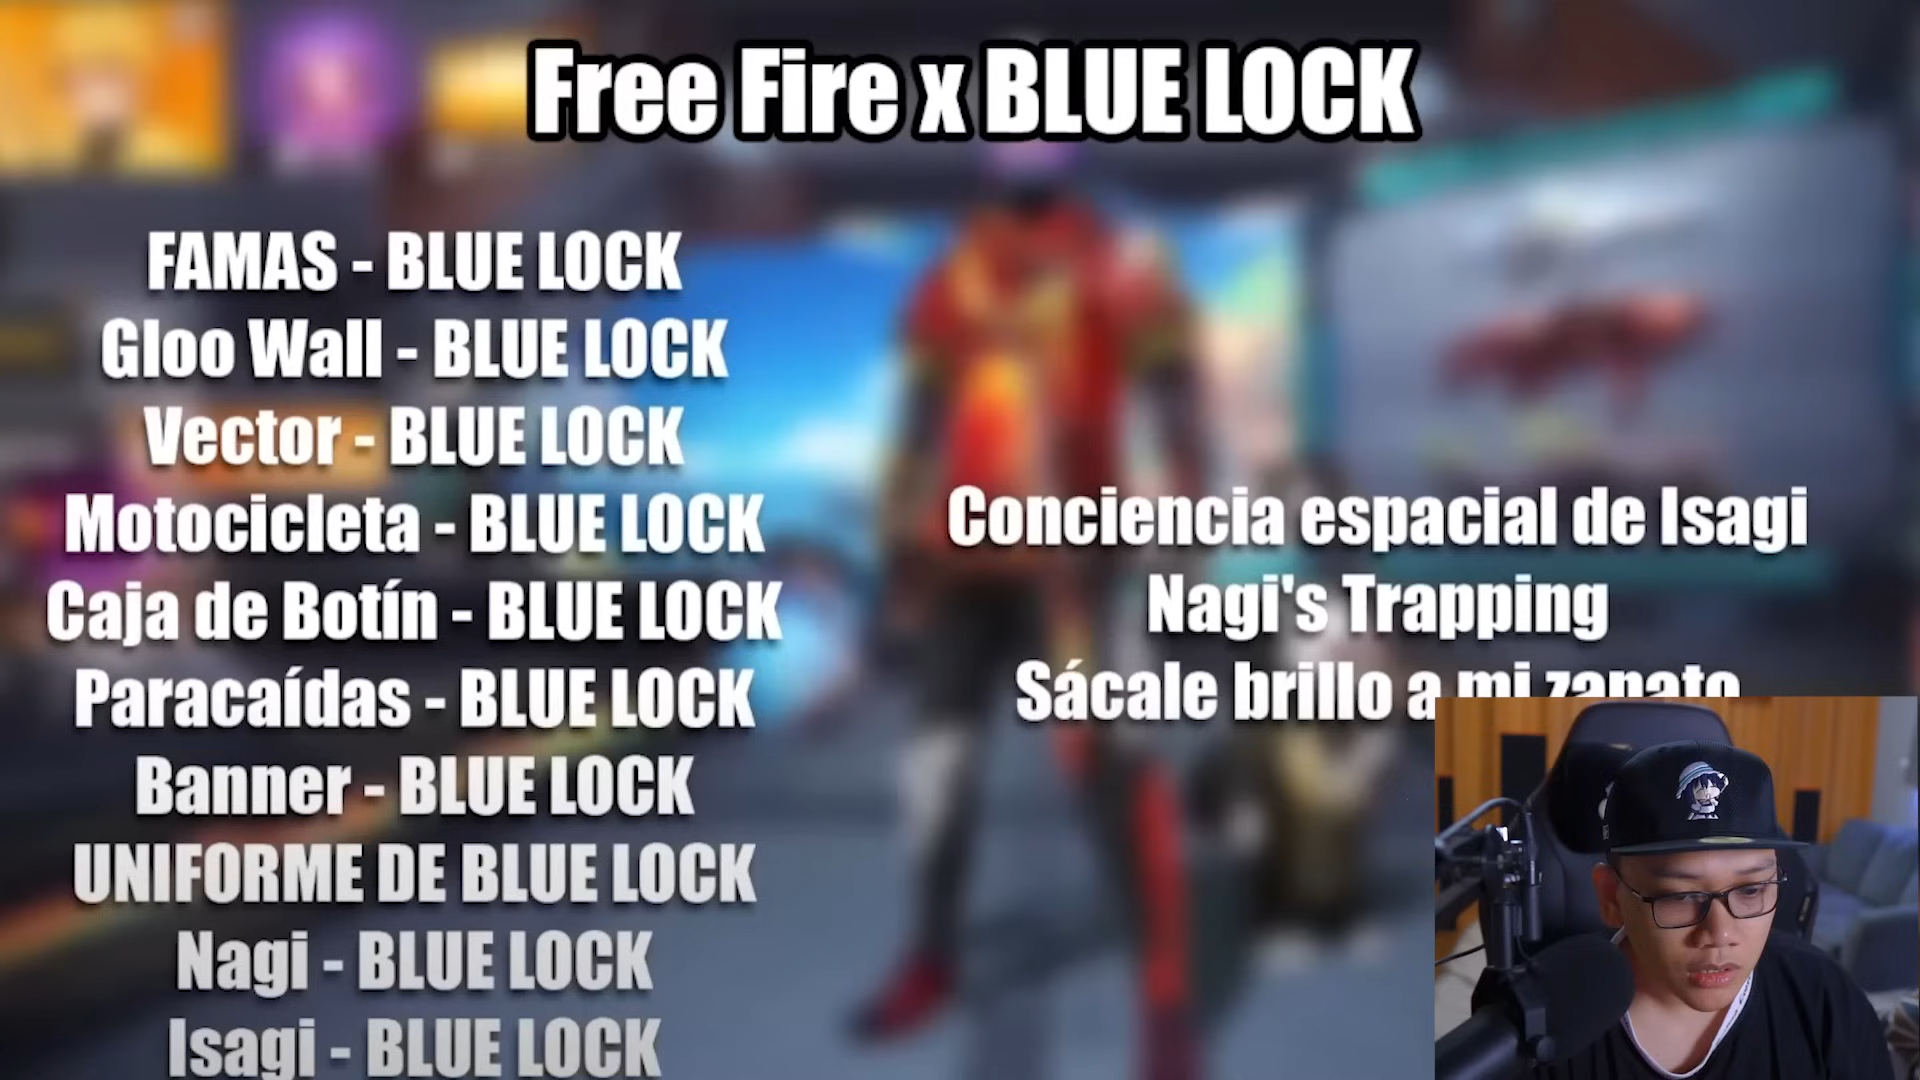 Free Fire x BLUE LOCK
FAMAS - BLUE LOCK
Gloo Wall - BLUE LOCK
Vector - BLUE LOCK
Motocicleta - BLUE LOCK
Caja de Botín - BLUE LOCK
Paracaídas - BLUE LOCK
Banner - BLUE LOCK
UNIFORME DE BLUE LOCK
Nagi - BLUE LOCK
Isagi - BLUE LOCK
Conciencia espacial de Isagi
Nagi's Trapping
Sácale brillo a mi zapato